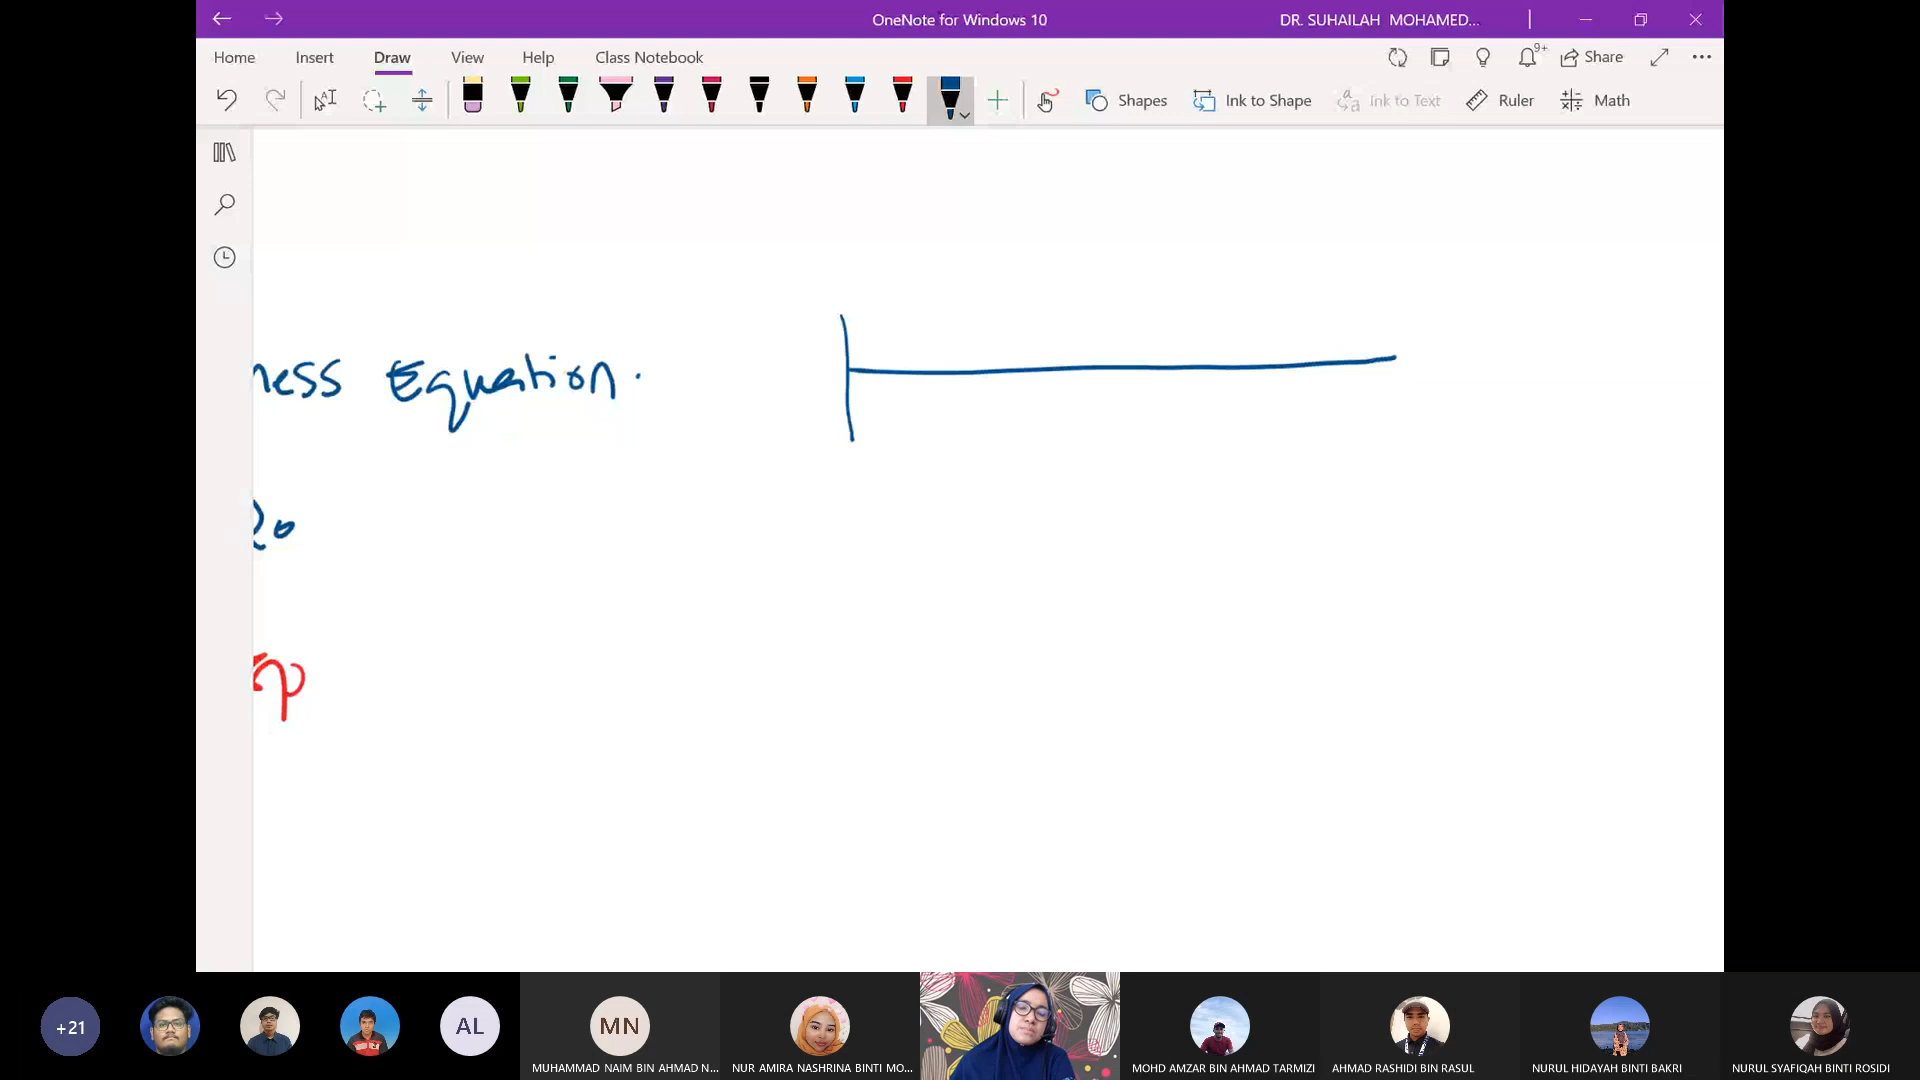 OneNote for Windows 10
DR. SUHAILAH MOHAMED...
Home Insert Draw View Help Class Notebook
9+
Share
Shapes Ink to Shape Ink to Text Ruler Math
ness Equation.
Qo
p
+21
AL
MN
MUHAMMAD NAIM BIN AHMAD N...
NUR AMIRA NASHRINA BINTI MO...
MOHD AMZAR BIN AHMAD TARMIZI
AHMAD RASHIDI BIN RASUL
NURUL HIDAYAH BINTI BAKRI
NURUL SYAFIQAH BINTI ROSIDI